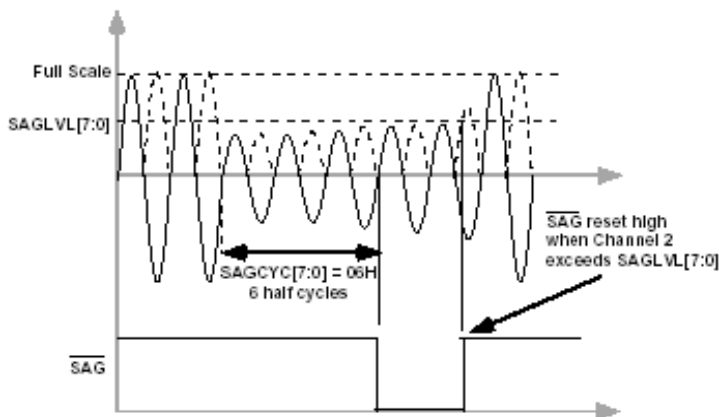 Full Scale
SAGLVL[7:0]
SAGCYC[7:0] = 06H
6 half cycles
SAG reset high
when Channel 2
exceeds SAGLVL[7:0]
SAG